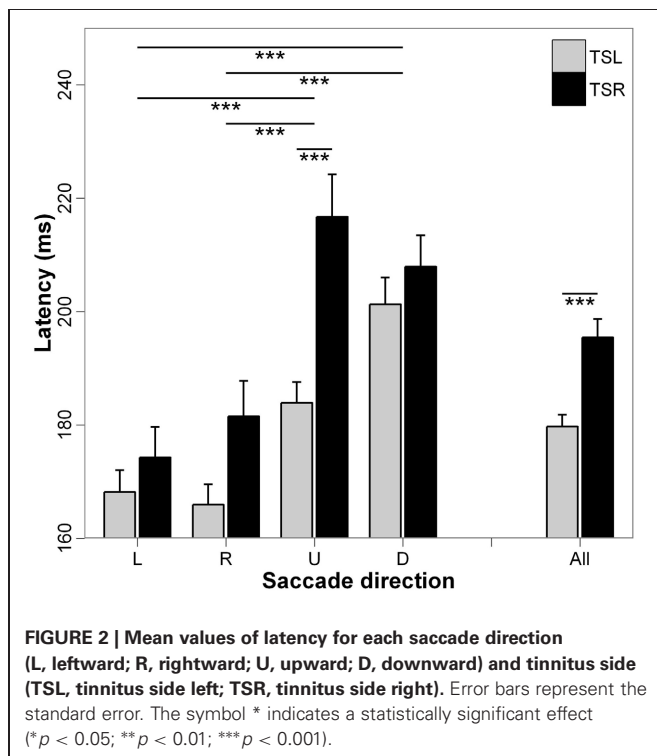 TSL
TSR
***
***
***
***
***
***
Latency (ms)
240
220
200
180
160
L R U D All
Saccade direction
FIGURE 2 | Mean values of latency for each saccade direction
(L, leftward; R, rightward; U, upward; D, downward) and tinnitus side
(TSL, tinnitus side left; TSR, tinnitus side right). Error bars represent the
standard error. The symbol * indicates a statistically significant effect
(*p < 0.05; **p < 0.01; ***p < 0.001).